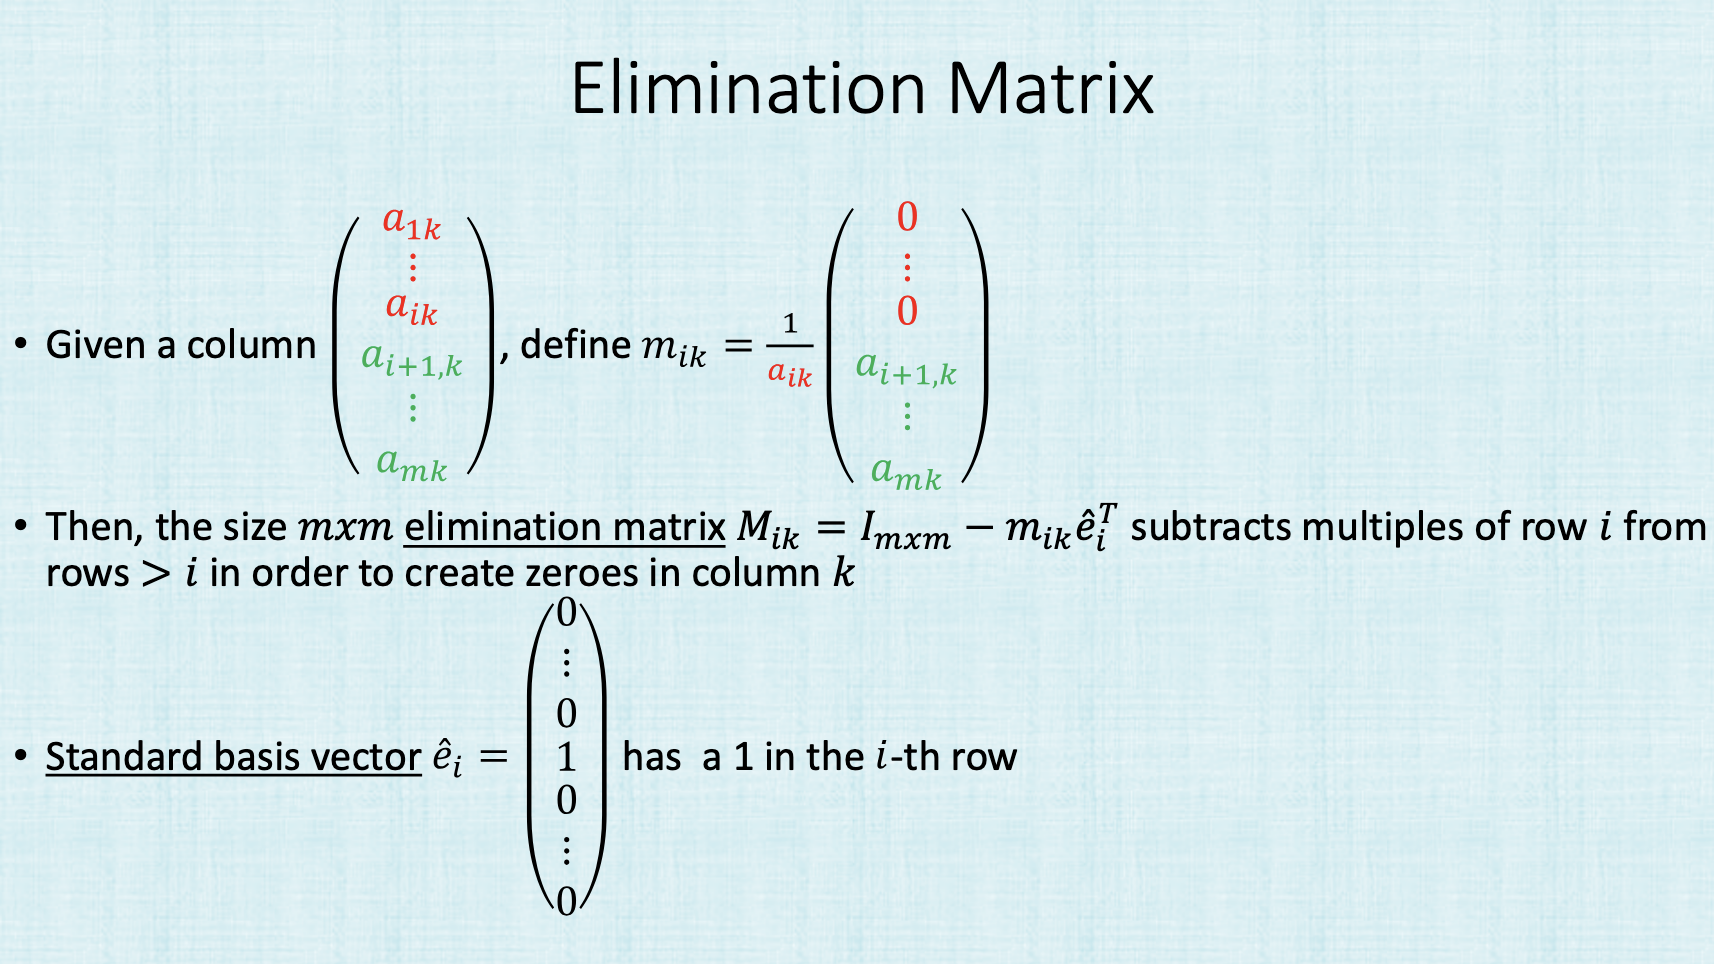 Elimination Matrix
• Given a column $\begin{pmatrix} a_{1k} \\ \vdots \\ a_{ik} \\ a_{i+1,k} \\ \vdots \\ a_{mk} \end{pmatrix}$, define $m_{ik} = \frac{1}{a_{ik}} \begin{pmatrix} 0 \\ \vdots \\ 0 \\ a_{i+1,k} \\ \vdots \\ a_{mk} \end{pmatrix}$
• Then, the size $mxm$ elimination matrix $M_{ik} = I_{mxm} - m_{ik}\hat{e}_i^T$ subtracts multiples of row $i$ from
rows > $i$ in order to create zeroes in column $k$
• Standard basis vector $\hat{e}_i = \begin{pmatrix} 0 \\ \vdots \\ 0 \\ 1 \\ 0 \\ \vdots \\ 0 \end{pmatrix}$ has a 1 in the $i$-th row